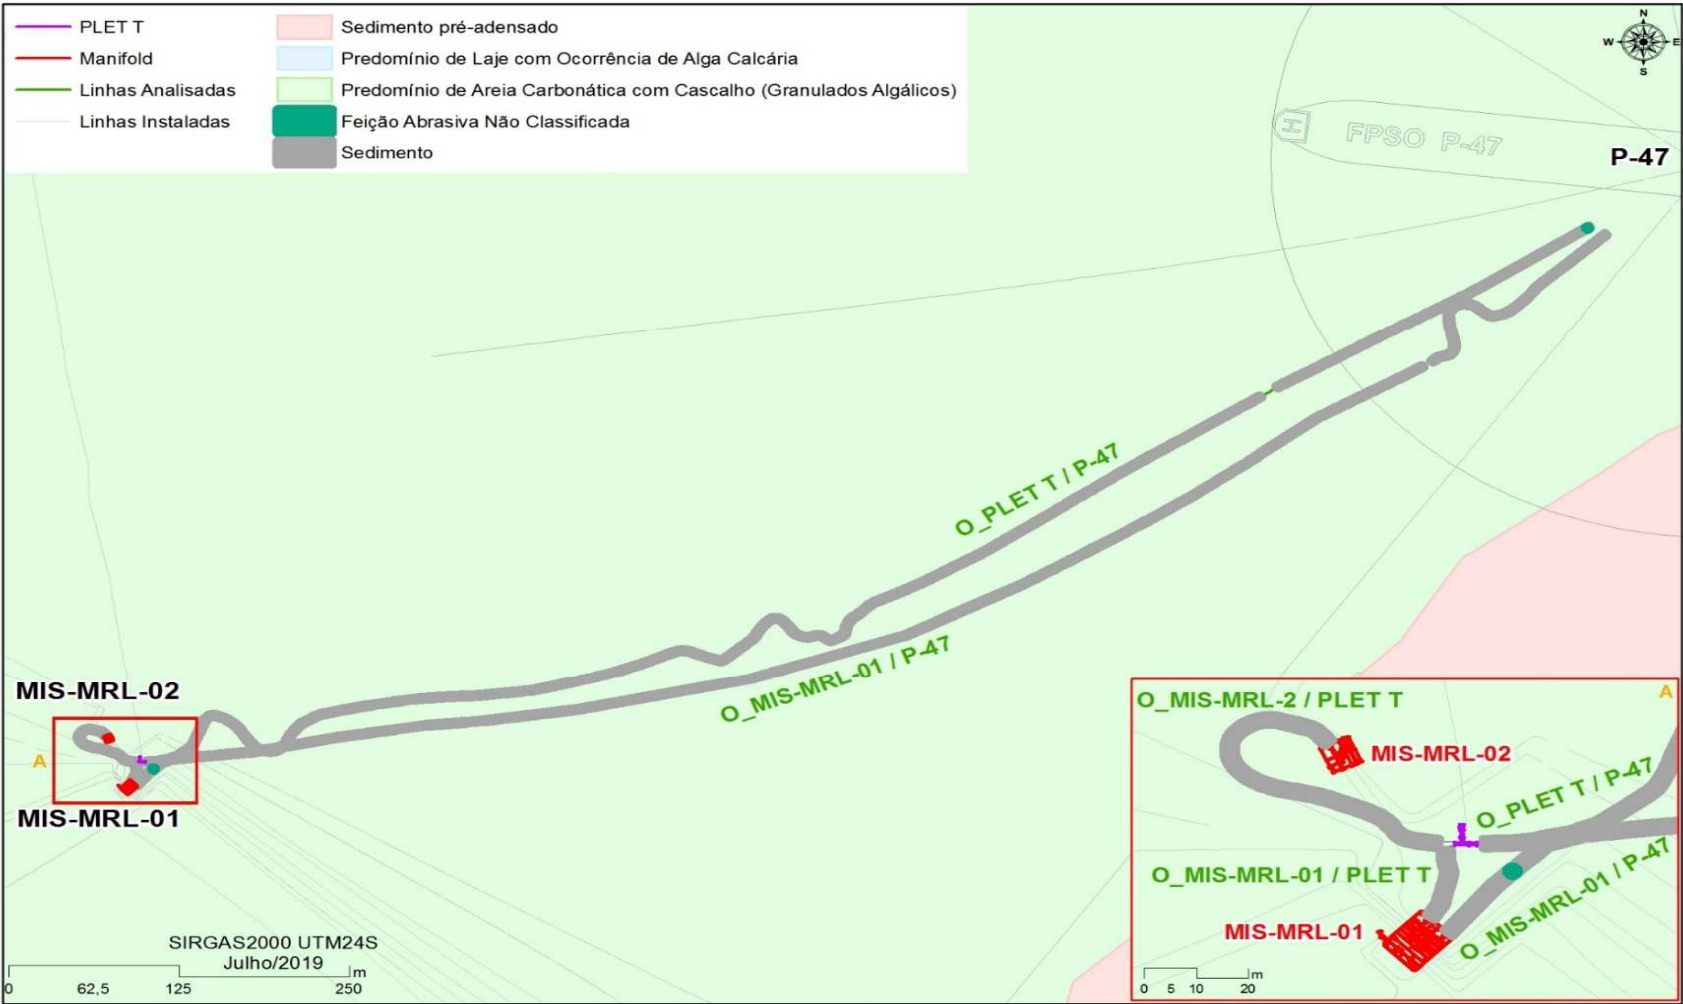 PLET T
Manifold
Linhas Analisadas
Linhas Instaladas
Sedimento pré-adensado
Predomínio de Laje com Ocorrência de Alga Calcária
Predomínio de Areia Carbonática com Cascalho (Granulados Algálicos)
Feição Abrasiva Não Classificada
Sedimento
N
W
E
S
H
FPSO P-47
P-47
O_PLET T / P-47
O_MIS-MRL-01 / P-47
MIS-MRL-02
A
MIS-MRL-01
SIRGAS2000 UTM24S
Julho/2019
m
0 62,5 125 250
A
O_MIS-MRL-2 / PLET T
MIS-MRL-02
O_PLET T / P-47
O_MIS-MRL-01 / PLET T
MIS-MRL-01
O_MIS-MRL-01 / P-47
m
0 5 10 20